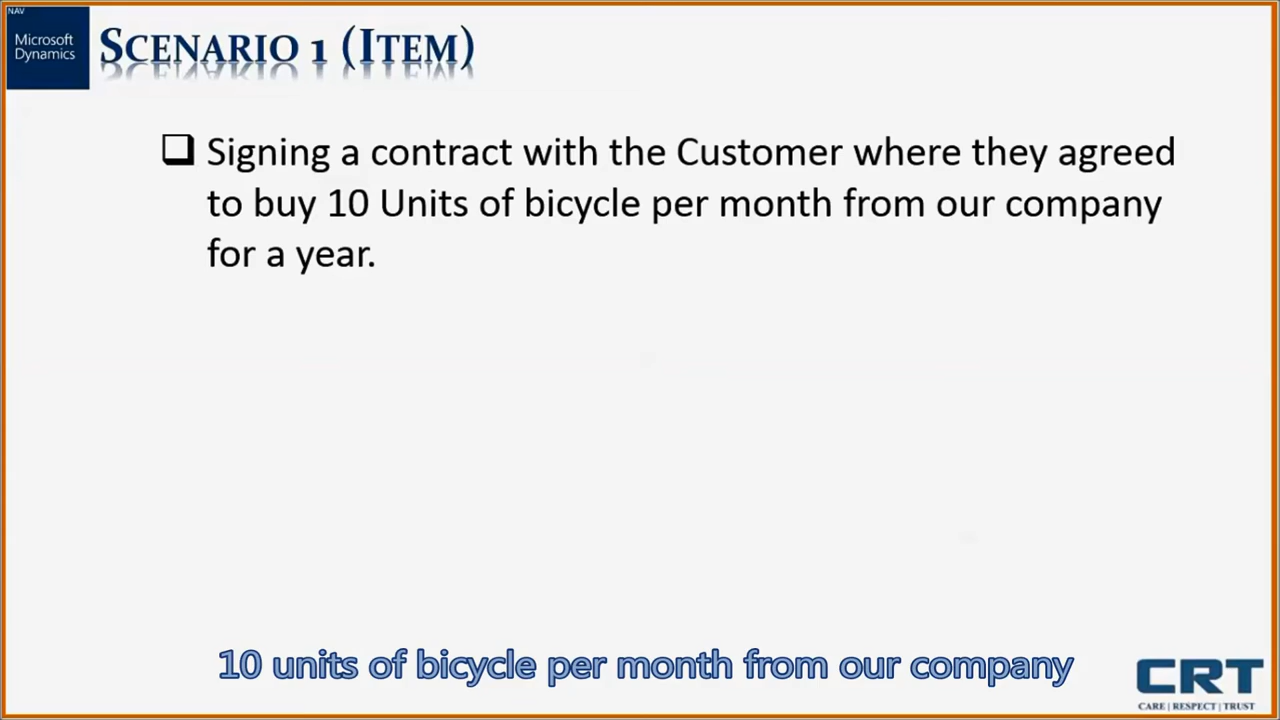 NAV
Microsoft
Dynamics
SCENARIO 1 (ITEM)
Signing a contract with the Customer where they agreed
to buy 10 Units of bicycle per month from our company
for a year.
10 units of bicycle per month from our company
CRT
CARE | RESPECT | TRUST